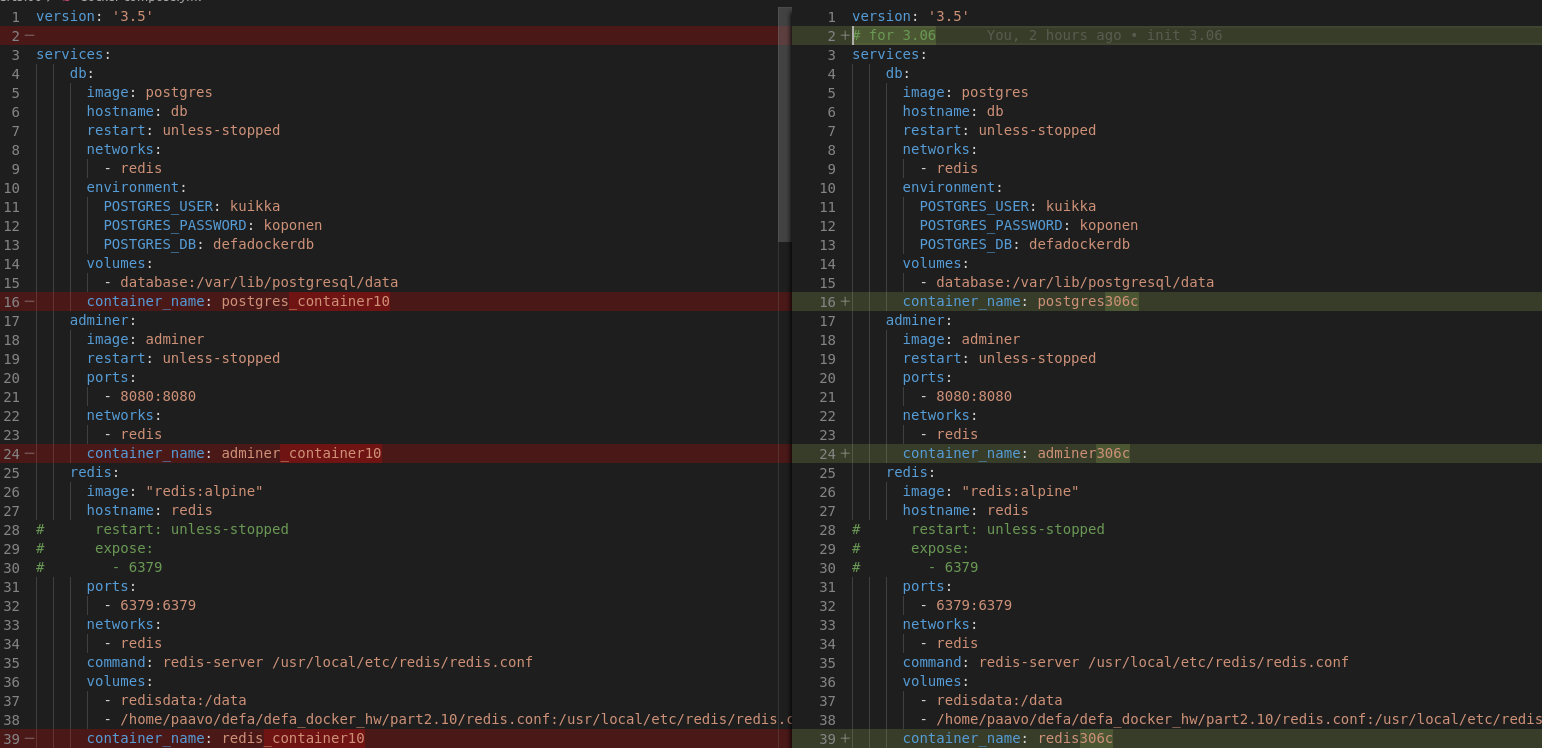 1 version: '3.5'
2 —
3 services:
4 db:
5 image: postgres
6 hostname: db
7 restart: unless-stopped
8 networks:
9 - redis
10 environment:
11 POSTGRES_USER: kuikka
12 POSTGRES_PASSWORD: koponen
13 POSTGRES_DB: defadockerdb
14 volumes:
15 - database:/var/lib/postgresql/data
16 — container_name: postgres_container10
17 adminer:
18 image: adminer
19 restart: unless-stopped
20 ports:
21 - 8080:8080
22 networks:
23 - redis
24 — container_name: adminer_container10
25 redis:
26 image: "redis:alpine"
27 hostname: redis
28 # restart: unless-stopped
29 # expose:
30 # - 6379
31 ports:
32 - 6379:6379
33 networks:
34 - redis
35 command: redis-server /usr/local/etc/redis/redis.conf
36 volumes:
37 - redisdata:/data
38 - /home/paavo/defa/defa_docker_hw/part2.10/redis.conf:/usr/local/etc/redis/redis.c
39 — container_name: redis_container10
1 version: '3.5'
2 + # for 3.06 You, 2 hours ago • init 3.06
3 services:
4 db:
5 image: postgres
6 hostname: db
7 restart: unless-stopped
8 networks:
9 - redis
10 environment:
11 POSTGRES_USER: kuikka
12 POSTGRES_PASSWORD: koponen
13 POSTGRES_DB: defadockerdb
14 volumes:
15 - database:/var/lib/postgresql/data
16 + container_name: postgres306c
17 adminer:
18 image: adminer
19 restart: unless-stopped
20 ports:
21 - 8080:8080
22 networks:
23 - redis
24 + container_name: adminer306c
25 redis:
26 image: "redis:alpine"
27 hostname: redis
28 # restart: unless-stopped
29 # expose:
30 # - 6379
31 ports:
32 - 6379:6379
33 networks:
34 - redis
35 command: redis-server /usr/local/etc/redis/redis.conf
36 volumes:
37 - redisdata:/data
38 - /home/paavo/defa/defa_docker_hw/part2.10/redis.conf:/usr/local/etc/redis
39 + container_name: redis306c